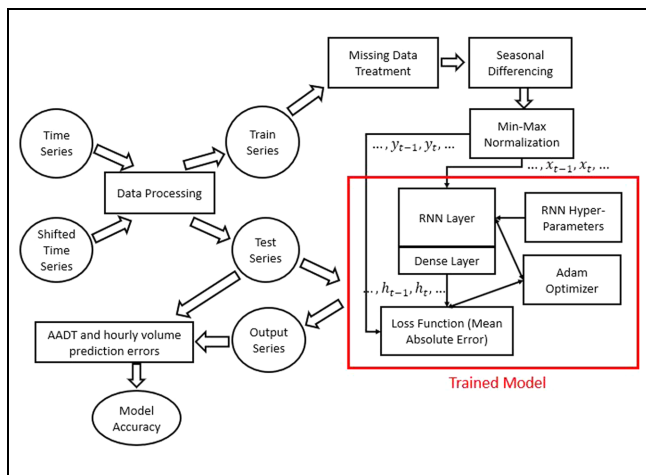 Missing Data
Treatment
Seasonal
Differencing
Time
Series
Train
Series
Min-Max
Normalization
..., y_{t-1}, y_t, ...
..., x_{t-1}, x_t, ...
Data Processing
RNN Layer
RNN Hyper-
Parameters
Shifted
Time
Series
Test
Series
Dense Layer
Adam
Optimizer
..., h_{t-1}, h_t, ...
AADT and hourly volume
prediction errors
Output
Series
Loss Function (Mean
Absolute Error)
Trained Model
Model
Accuracy